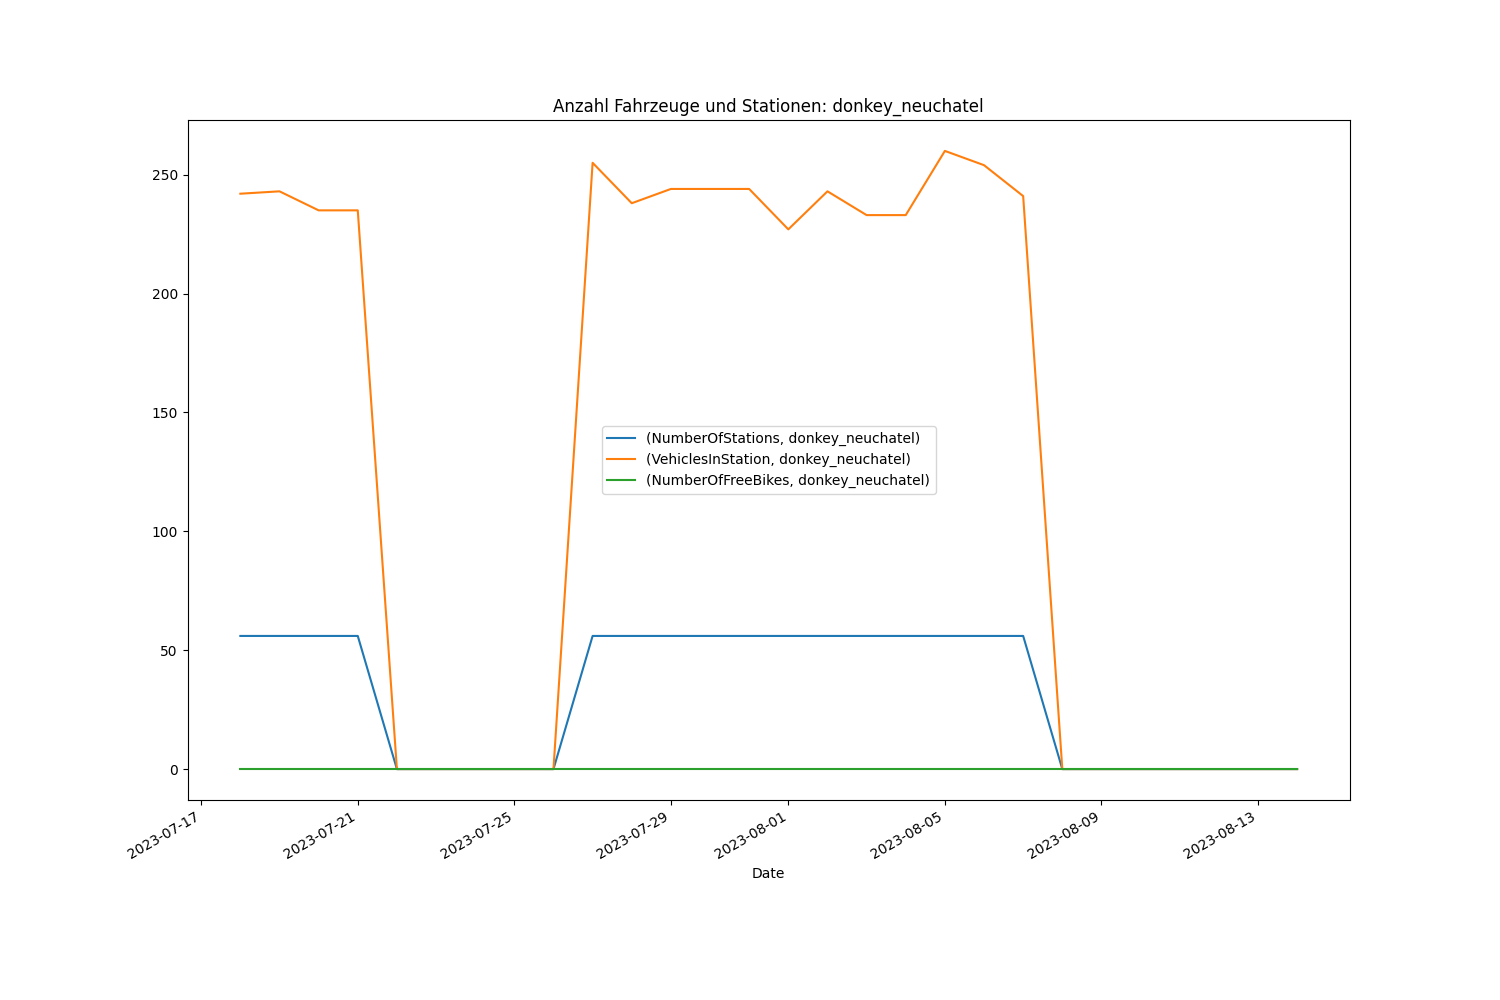 Anzahl Fahrzeuge und Stationen: donkey_neuchatel
250
200
150
100
50
0
(NumberOfStations, donkey_neuchatel)
(VehiclesInStation, donkey_neuchatel)
(NumberOfFreeBikes, donkey_neuchatel)
2023-07-17
2023-07-21
2023-07-25
2023-07-29
2023-08-01
2023-08-05
2023-08-09
2023-08-13
Date